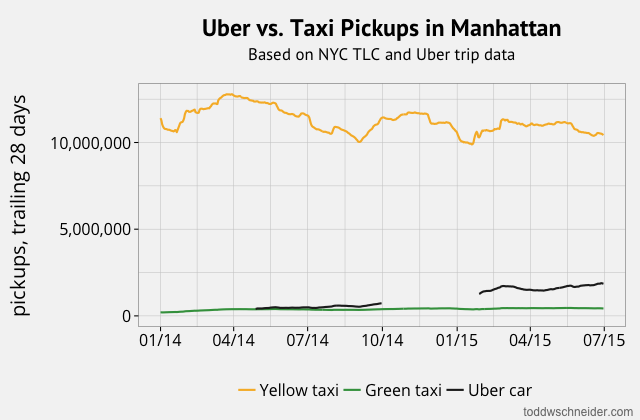 Uber vs. Taxi Pickups in Manhattan
Based on NYC TLC and Uber trip data
pickups, trailing 28 days
10,000,000
5,000,000
0
01/14 04/14 07/14 10/14 01/15 04/15 07/15
Yellow taxi Green taxi Uber car
toddwschneider.com